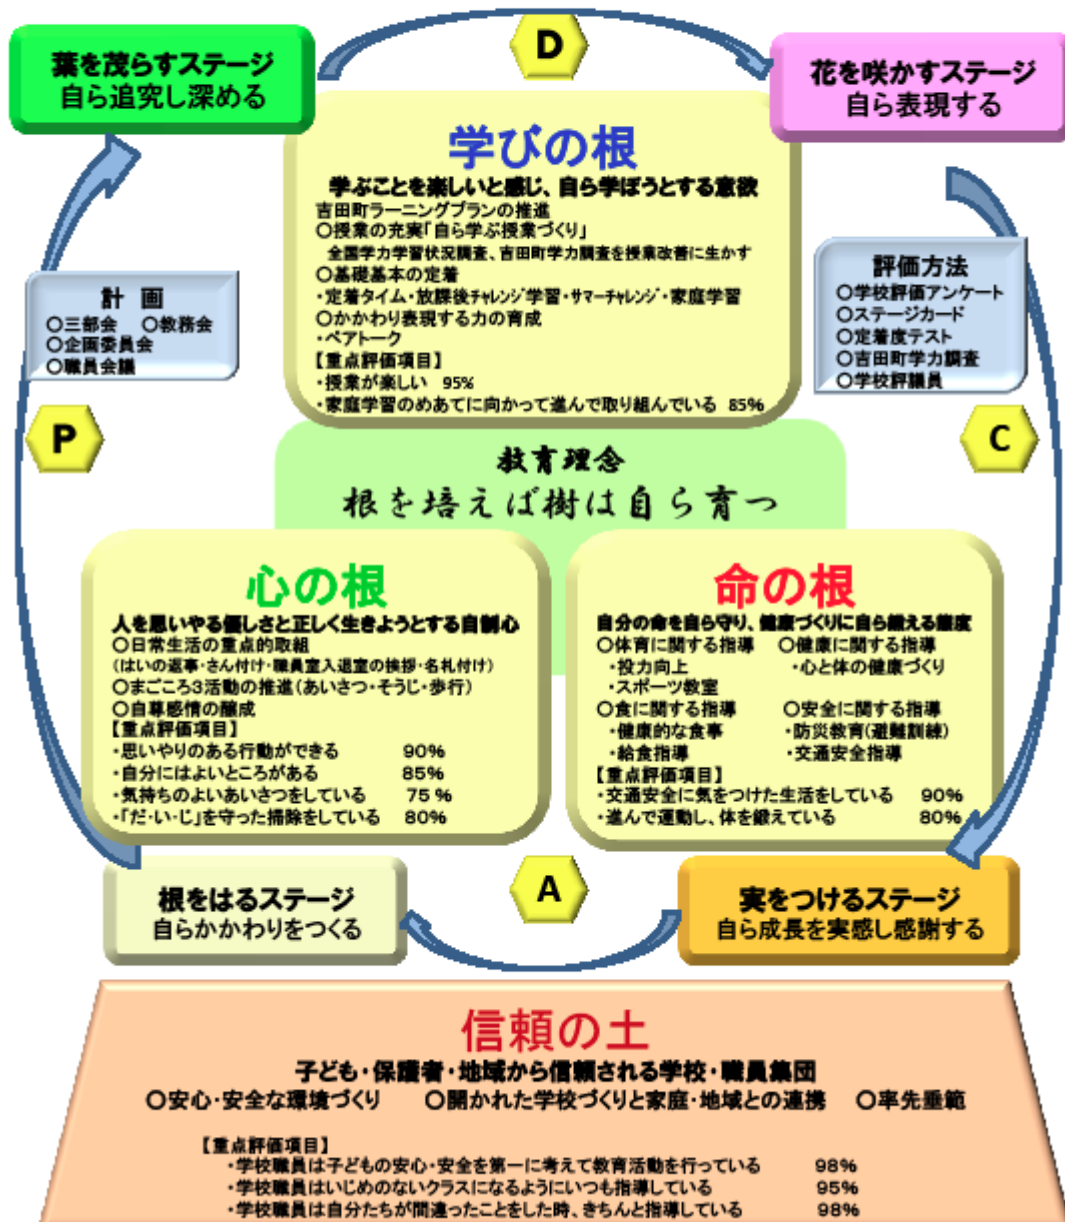 D
葉を茂らすステージ
自ら追究し深める
花を咲かすステージ
自ら表現する
学びの根
学ぶことを楽しいと感じ、自ら学ぼうとする意欲
吉田町ラーニングプランの推進
○授業の充実「自ら学ぶ授業づくり」
全国学力学習状況調査、吉田町学力調査を授業改善に生かす
○基礎基本の定着
・定着タイム・放課後チャレンジ学習・サマーチャレンジ・家庭学習
○かかわり表現する力の育成
・ペアトーク
【重点評価項目】
・授業が楽しい 95%
・家庭学習のめあてに向かって進んで取り組んでいる 85%
計 画
○三部会 ○教務会
○企画委員会
○職員会議
評価方法
○学校評価アンケート
○ステージカード
○定着度テスト
○吉田町学力調査
○学校評議員
P
C
教育理念
根を培えば樹は自ら育つ
心の根
人を思いやる優しさと正しく生きようとする自制心
○日常生活の重点的取組
(はいの返事・さん付け・職員室入退室の挨拶・名札付け)
○まごころ3活動の推進(あいさつ・そうじ・歩行)
○自尊感情の醸成
【重点評価項目】
・思いやりのある行動ができる 90%
・自分にはよいところがある 85%
・気持ちのよいあいさつをしている 75%
・「だ・い・じ」を守った掃除をしている 80%
命の根
自分の命を自ら守り、健康づくりに自ら鍛える態度
○体育に関する指導 ○健康に関する指導
・投力向上 ・心と体の健康づくり
・スポーツ教室
○食に関する指導 ○安全に関する指導
・健康的な食事 ・防災教育(避難訓練)
・給食指導 ・交通安全指導
【重点評価項目】
・交通安全に気をつけた生活をしている 90%
・進んで運動し、体を鍛えている 80%
根をはるステージ
自らかかわりをつくる
A
実をつけるステージ
自ら成長を実感し感謝する
信頼の土
子ども・保護者・地域から信頼される学校・職員集団
○安心・安全な環境づくり ○開かれた学校づくりと家庭・地域との連携 ○率先垂範
【重点評価項目】
・学校職員は子どもの安心・安全を第一に考えて教育活動を行っている 98%
・学校職員はいじめのないクラスになるようにいつも指導している 95%
・学校職員は自分たちが間違ったことをした時、きちんと指導している 98%